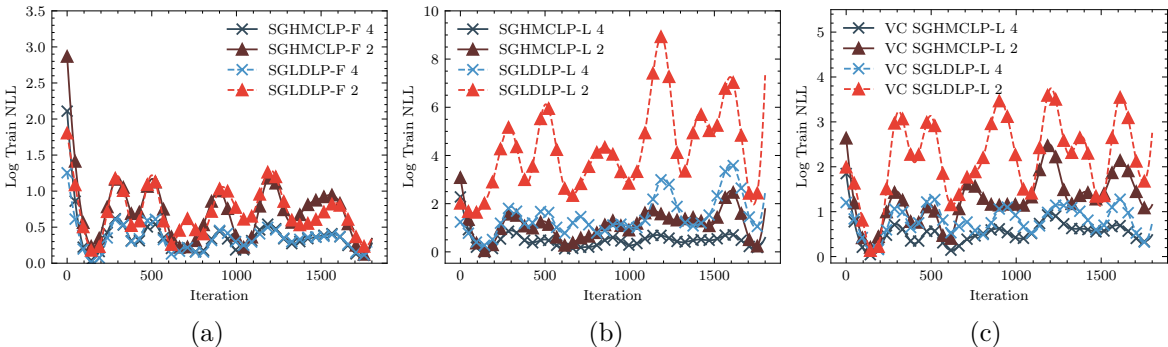 3.5
3.0
2.5
2.0
1.5
1.0
0.5
0.0
Log Train NLL
SGHMCLP-F 4
SGHMCLP-F 2
SGLDLP-F 4
SGLDLP-F 2
0 500 1000 1500
Iteration
(a)
10
8
6
4
2
0
Log Train NLL
SGHMCLP-L 4
SGHMCLP-L 2
SGLDLP-L 4
SGLDLP-L 2
0 500 1000 1500
Iteration
(b)
5
4
3
2
1
0
Log Train NLL
VC SGHMCLP-L 4
VC SGHMCLP-L 2
VC SGLDLP-L 4
VC SGLDLP-L 2
0 500 1000 1500
Iteration
(c)